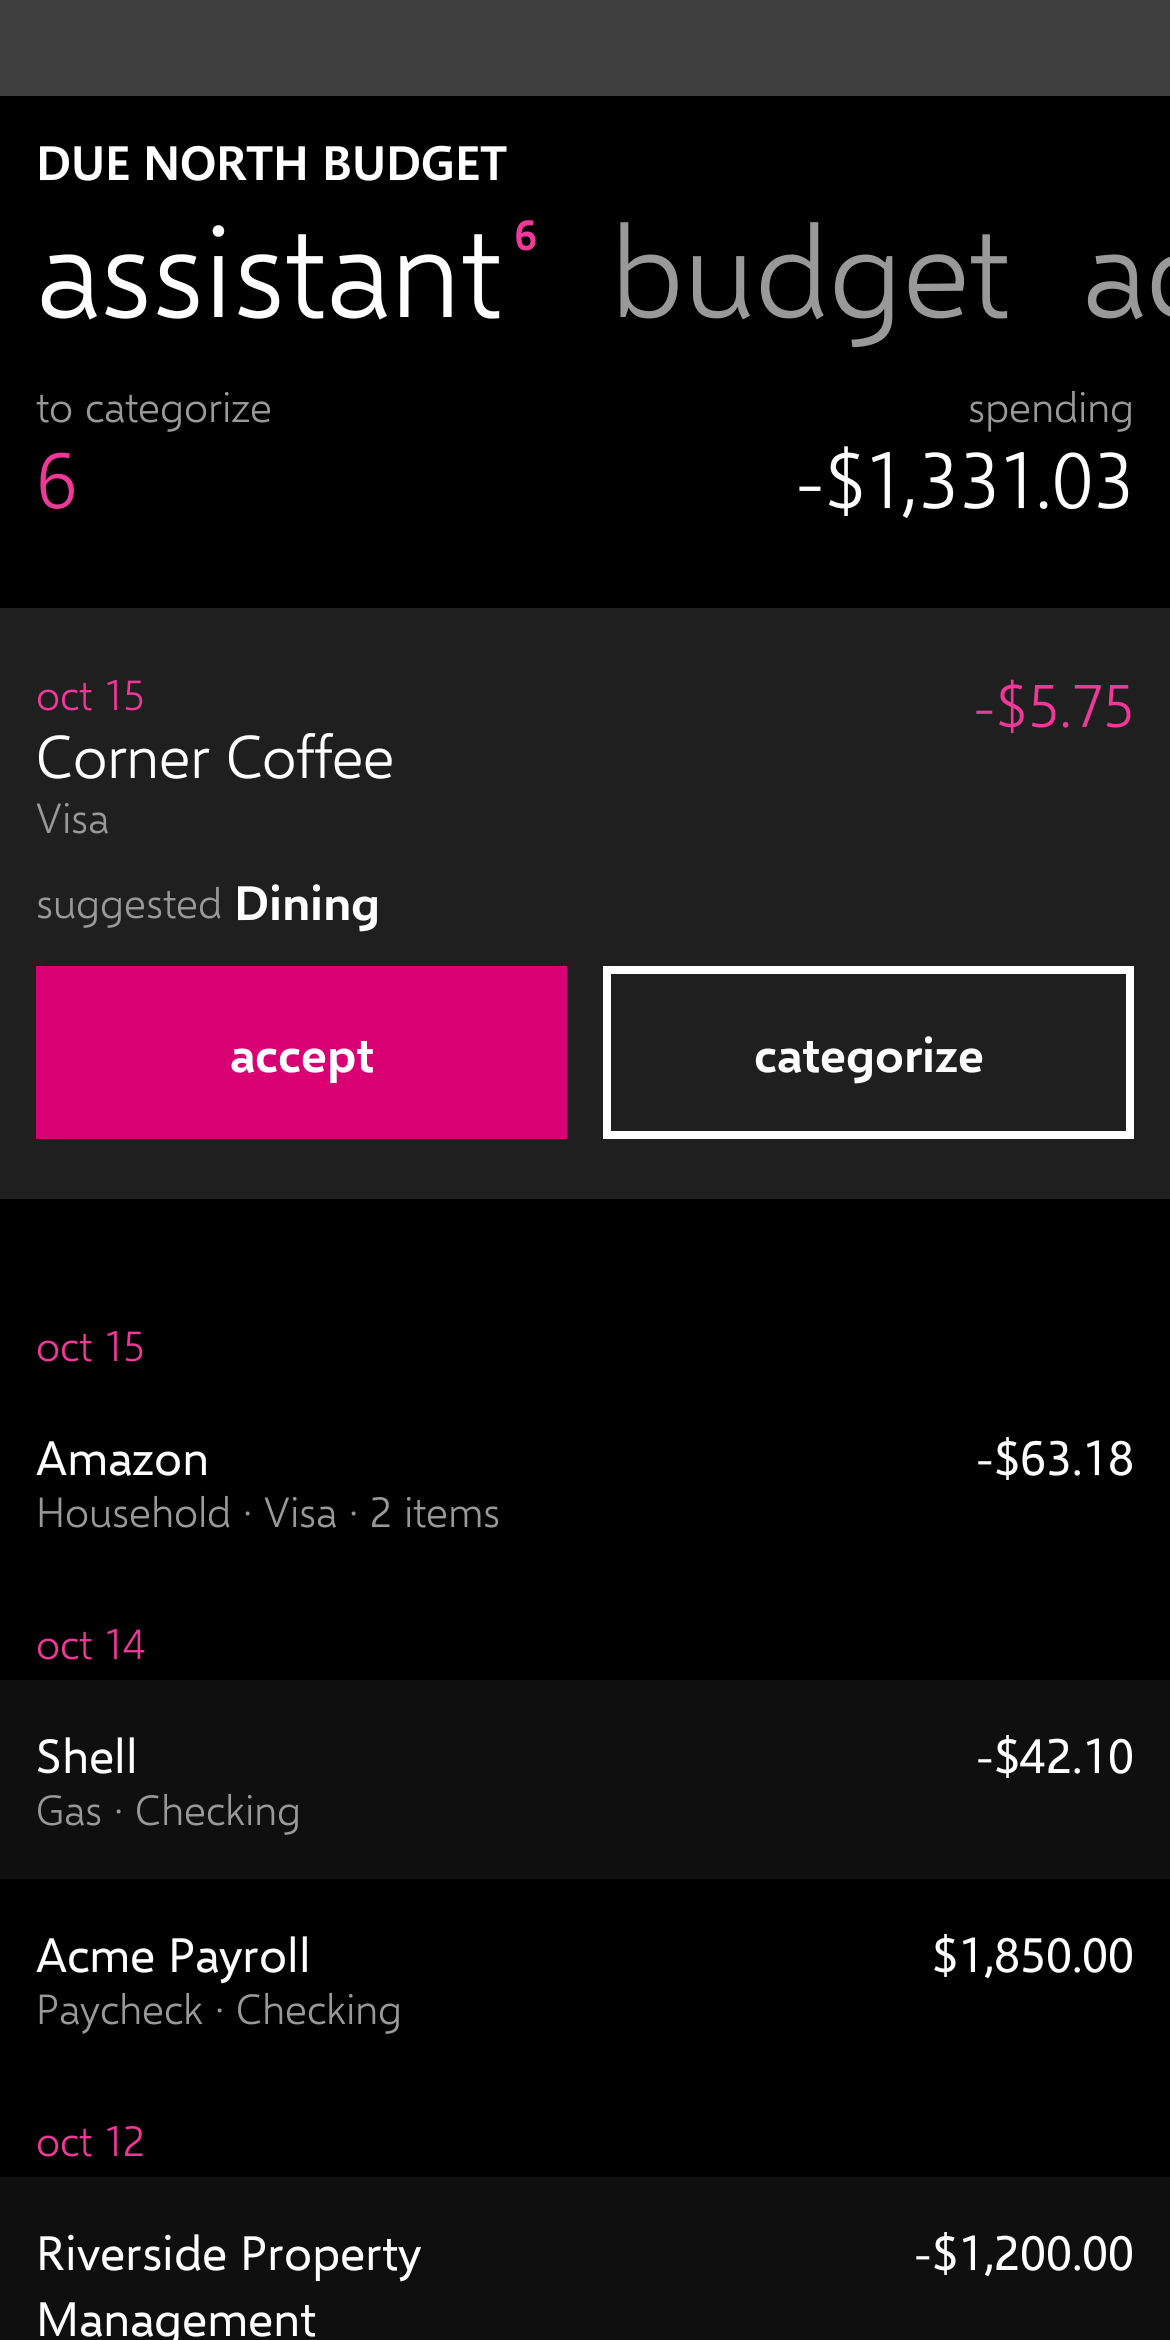 DUE NORTH BUDGET
assistant 6 budget
to categorize spending
6 -$1,331.03
oct 15 -$5.75
Corner Coffee
Visa
suggested Dining
accept categorize
oct 15
Amazon -$63.18
Household · Visa · 2 items
oct 14
Shell -$42.10
Gas · Checking
Acme Payroll $1,850.00
Paycheck · Checking
oct 12
Riverside Property -$1,200.00
Management